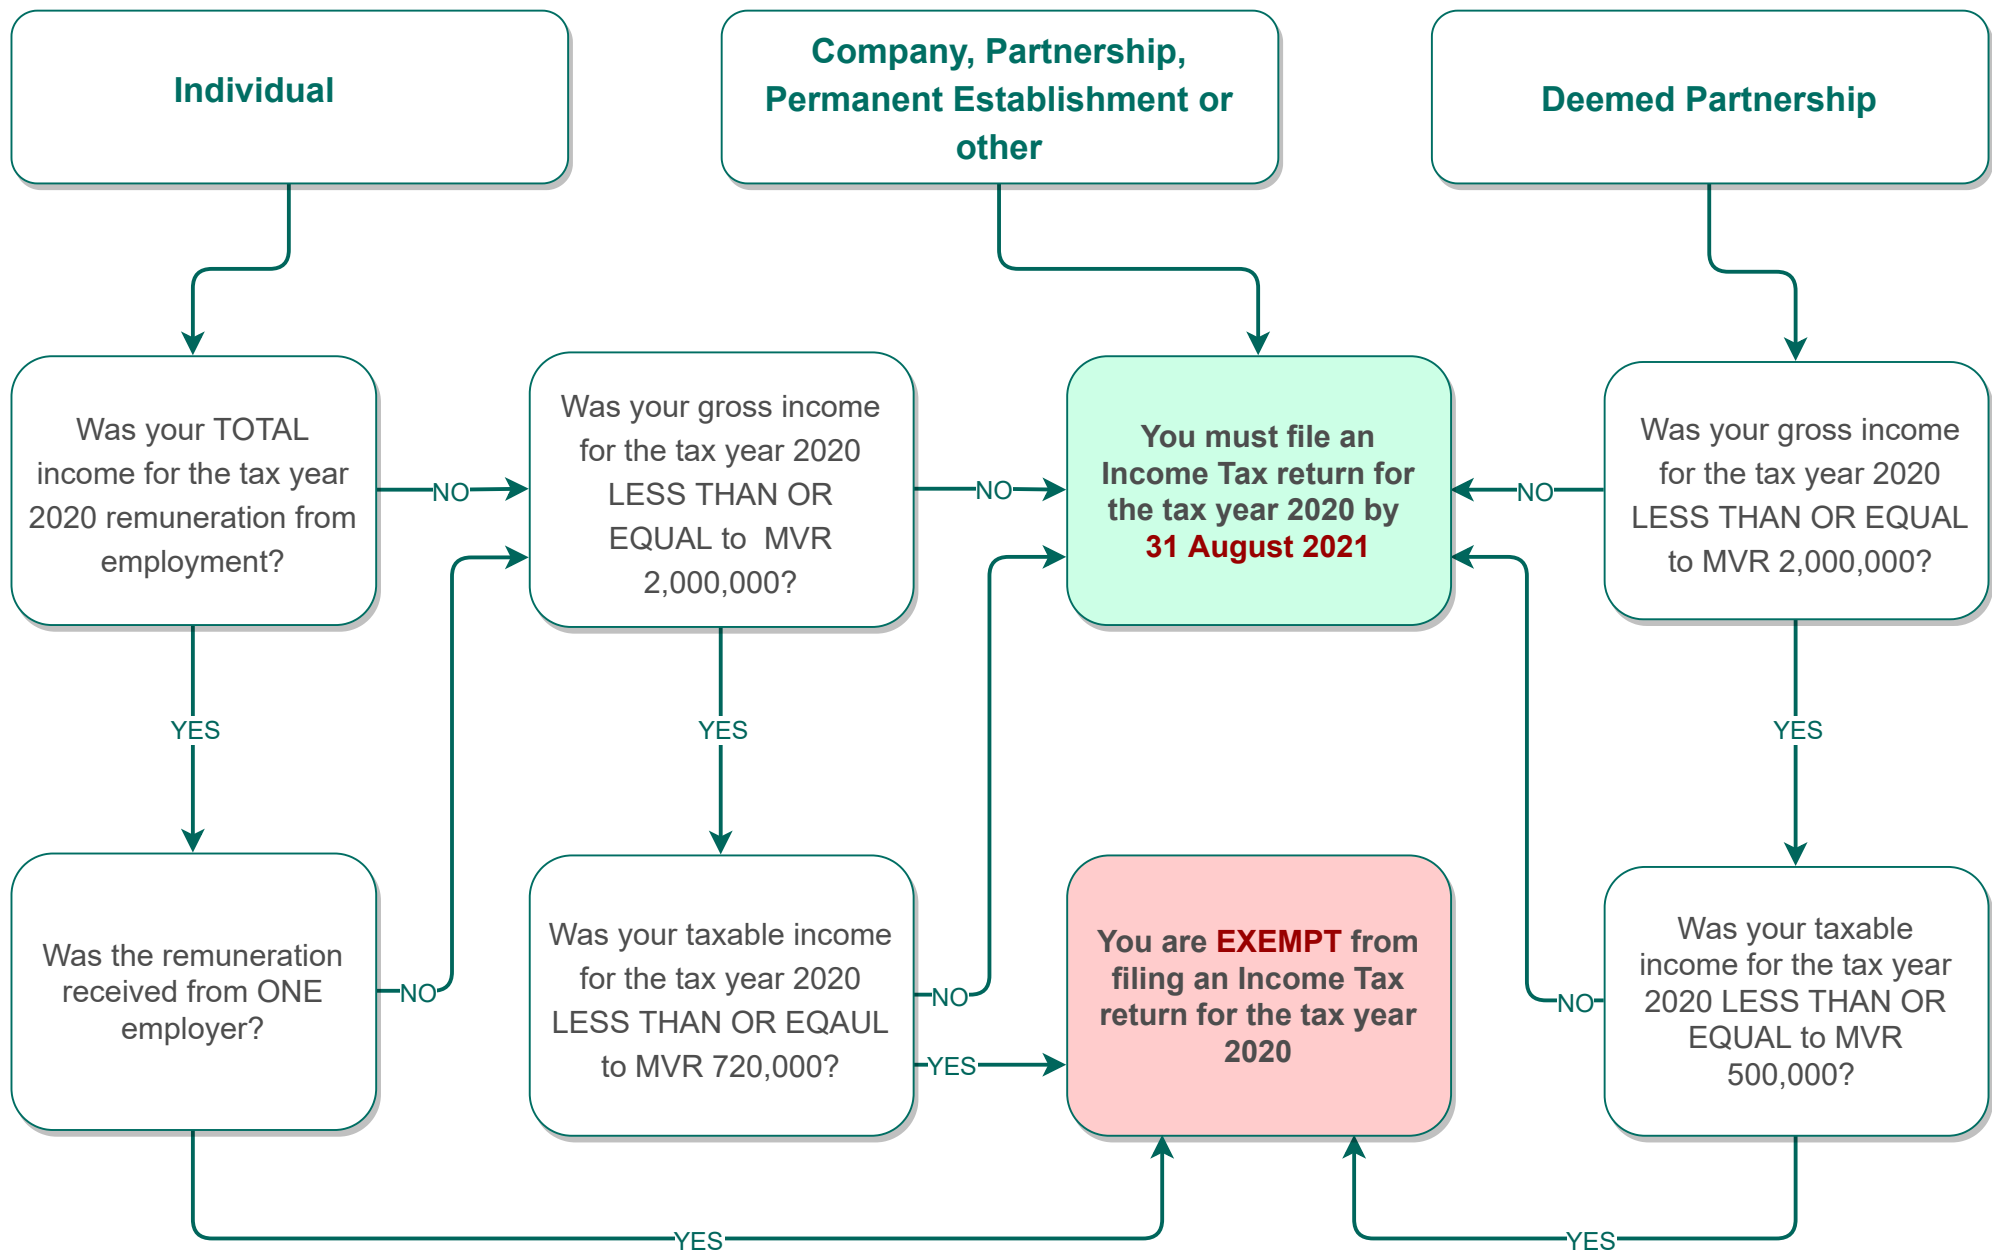 Individual
Company, Partnership,
Permanent Establishment or
other
Deemed Partnership
Was your TOTAL
income for the tax year
2020 remuneration from
employment?
NO
Was your gross income
for the tax year 2020
LESS THAN OR
EQUAL to MVR
2,000,000?
NO
You must file an
Income Tax return for
the tax year 2020 by
31 August 2021
NO
Was your gross income
for the tax year 2020
LESS THAN OR EQUAL
to MVR 2,000,000?
YES
YES
YES
Was the remuneration
received from ONE
employer?
NO
Was your taxable income
for the tax year 2020
LESS THAN OR EQAUL
to MVR 720,000?
NO
YES
You are EXEMPT from
filing an Income Tax
return for the tax year
2020
NO
Was your taxable
income for the tax year
2020 LESS THAN OR
EQUAL to MVR
500,000?
YES
YES